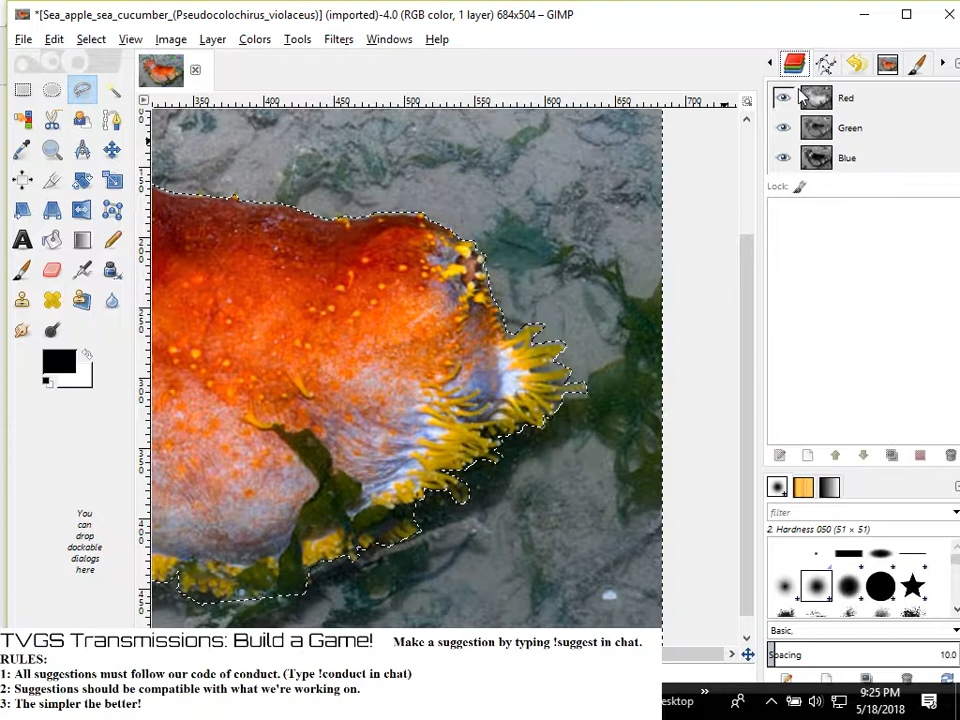 *[Sea_apple_sea_cucumber_(Pseudocolochirus_violaceus)] (imported)-4.0 (RGB color, 1 layer) 684x504 – GIMP
File Edit Select View Image Layer Colors Tools Filters Windows Help
350 400 450 500 550 600 650 700
Red
Green
Blue
Lock:
You
can
drop
dockable
dialogs
here
filter
2. Hardness 050 (51 × 51)
Basic,
Spacing 10.0
TVGS Transmissions: Build a Game! Make a suggestion by typing !suggest in chat.
RULES:
1: All suggestions must follow our code of conduct. (Type !conduct in chat)
2: Suggestions should be compatible with what we're working on.
3: The simpler the better!
esktop
9:25 PM
5/18/2018